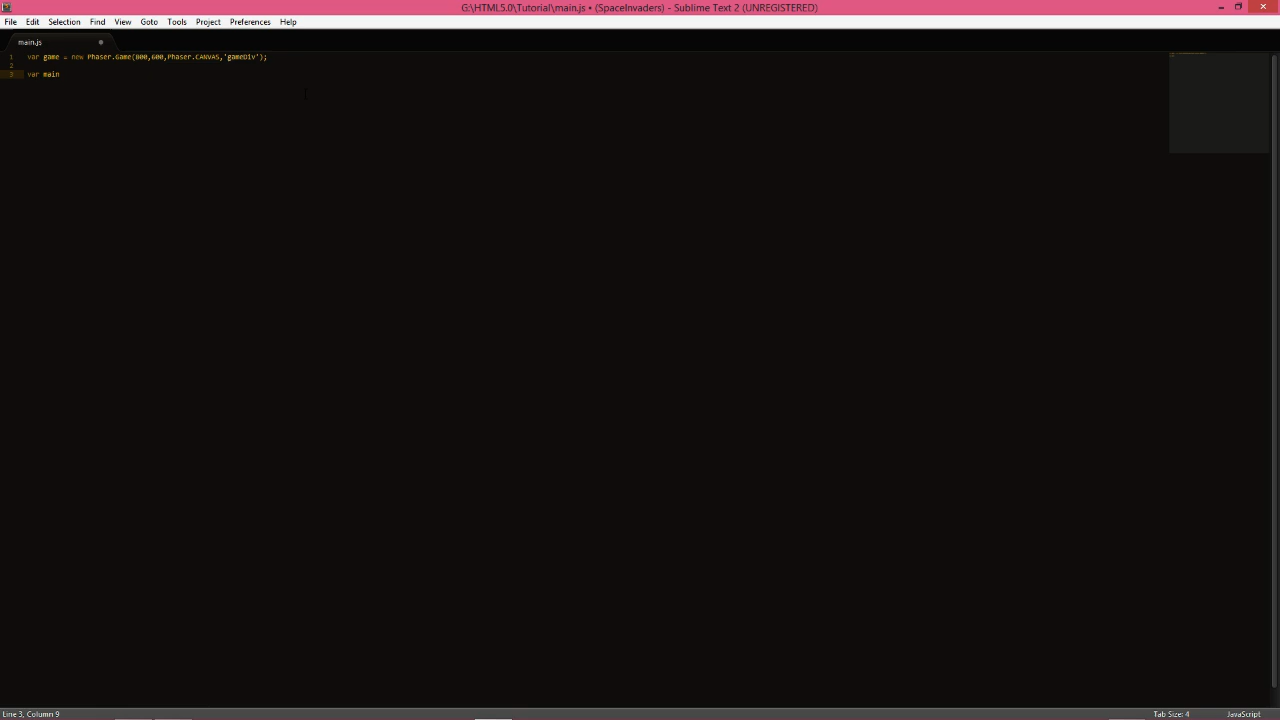 G:\HTML5.0\Tutorial\main.js • (SpaceInvaders) - Sublime Text 2 (UNREGISTERED)
File Edit Selection Find View Goto Tools Project Preferences Help
main.js
1 var game = new Phaser.Game(800,600,Phaser.CANVAS,'gameDiv');
2
3 var main
Line 3, Column 9 Tab Size: 4 JavaScript